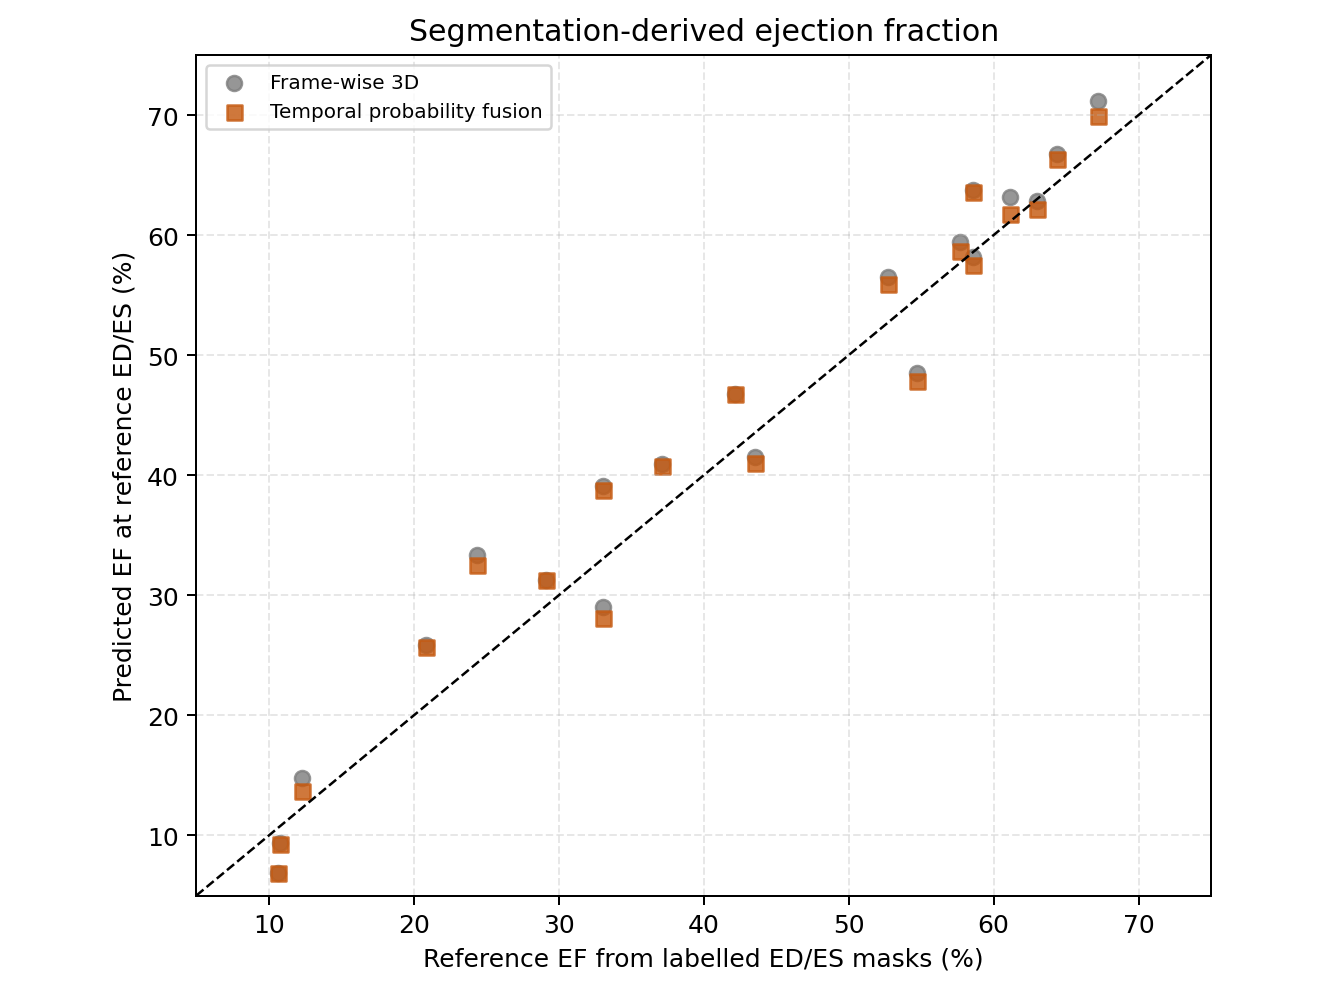 Segmentation-derived ejection fraction
Frame-wise 3D
Temporal probability fusion
Predicted EF at reference ED/ES (%)
70
60
50
40
30
20
10
10 20 30 40 50 60 70
Reference EF from labelled ED/ES masks (%)